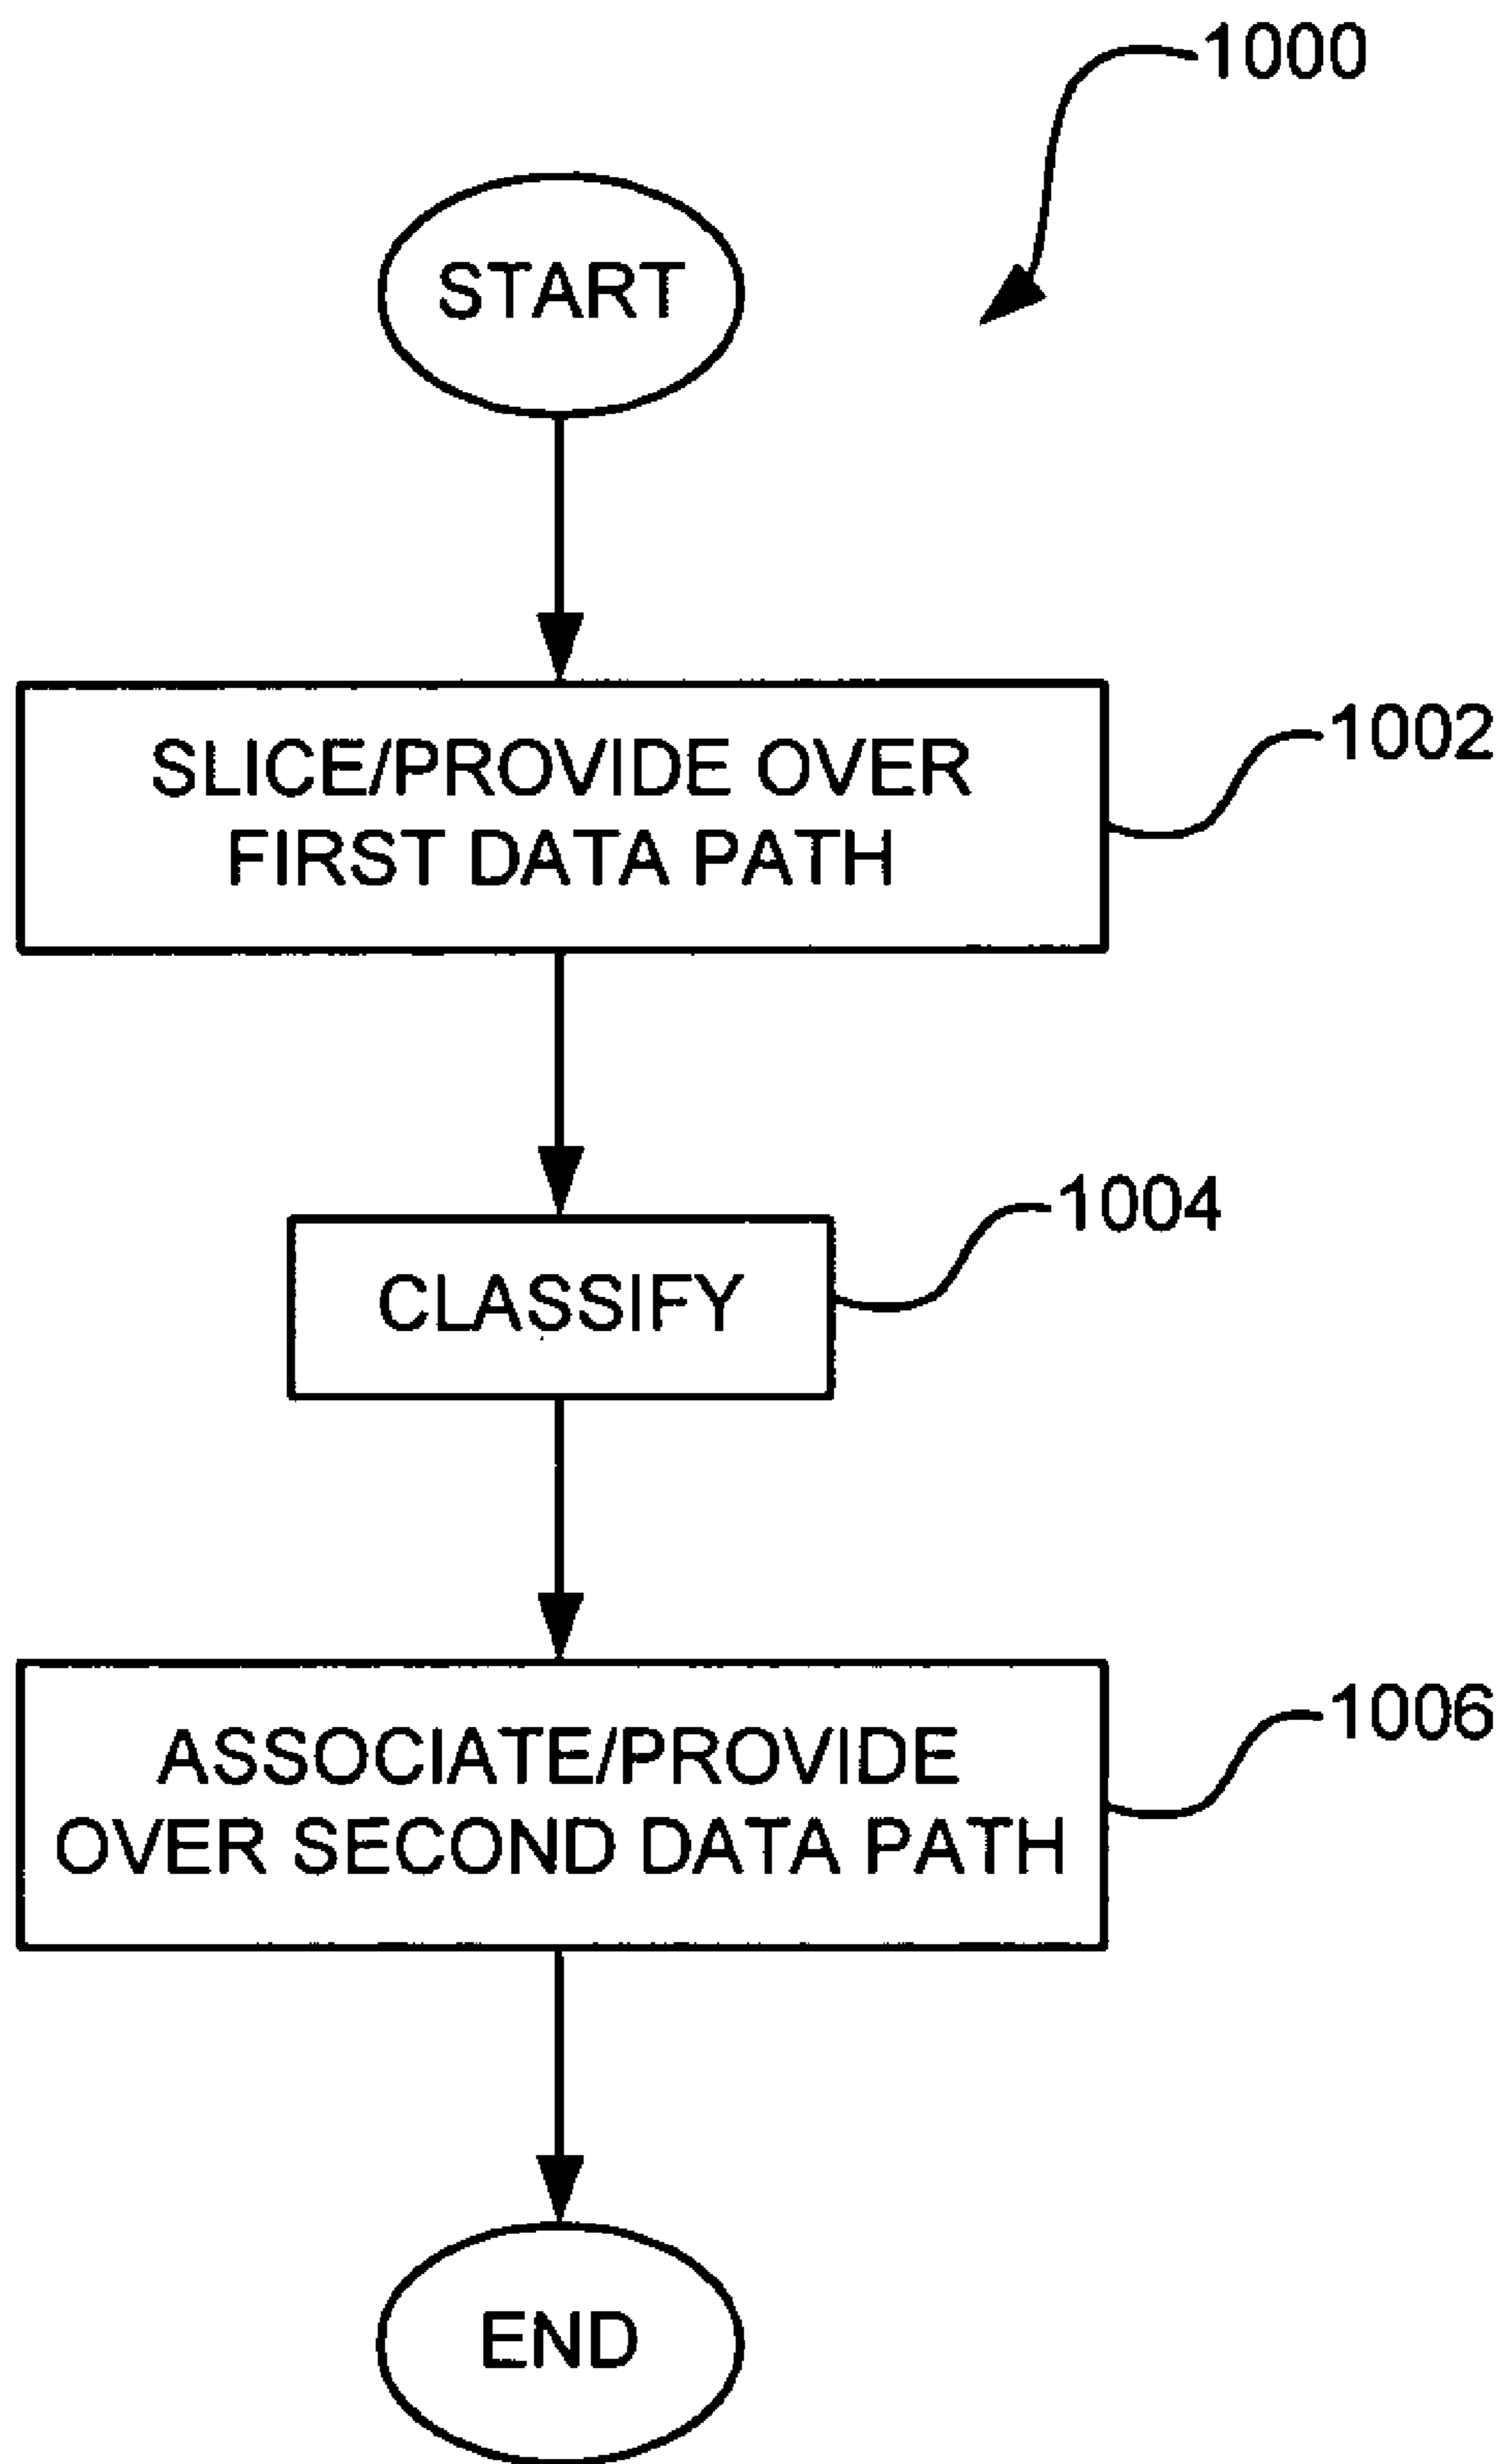 1000
START
SLICE/PROVIDE OVER
FIRST DATA PATH
1002
CLASSIFY
1004
ASSOCIATE/PROVIDE
OVER SECOND DATA PATH
1006
END